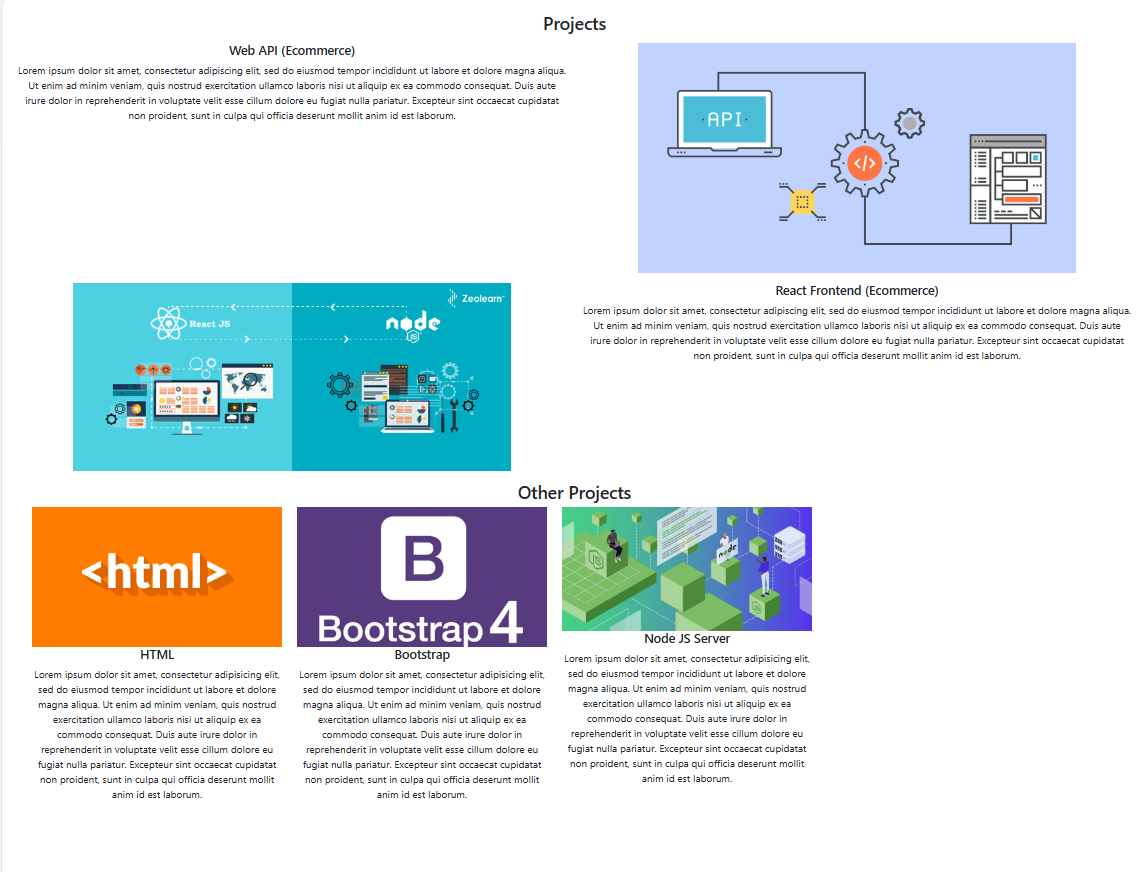 Projects
Web API (Ecommerce)
Lorem ipsum dolor sit amet, consectetur adipiscing elit, sed do eiusmod tempor incididunt ut labore et dolore magna aliqua.
Ut enim ad minim veniam, quis nostrud exercitation ullamco laboris nisi ut aliquip ex ea commodo consequat. Duis aute
irure dolor in reprehenderit in voluptate velit esse cillum dolore eu fugiat nulla pariatur. Excepteur sint occaecat cupidatat
non proident, sunt in culpa qui officia deserunt mollit anim id est laborum.
API
</>
Zeolearn
React JS
node
JS
React Frontend (Ecommerce)
Lorem ipsum dolor sit amet, consectetur adipiscing elit, sed do eiusmod tempor incididunt ut labore et dolore magna aliqua.
Ut enim ad minim veniam, quis nostrud exercitation ullamco laboris nisi ut aliquip ex ea commodo consequat. Duis aute
irure dolor in reprehenderit in voluptate velit esse cillum dolore eu fugiat nulla pariatur. Excepteur sint occaecat cupidatat
non proident, sunt in culpa qui officia deserunt mollit anim id est laborum.
Other Projects
<html>
HTML
Lorem ipsum dolor sit amet, consectetur adipiscing elit,
sed do eiusmod tempor incididunt ut labore et dolore
magna aliqua. Ut enim ad minim veniam, quis nostrud
exercitation ullamco laboris nisi ut aliquip ex ea
commodo consequat. Duis aute irure dolor in
reprehenderit in voluptate velit esse cillum dolore eu
fugiat nulla pariatur. Excepteur sint occaecat cupidatat
non proident, sunt in culpa qui officia deserunt mollit
anim id est laborum.
B
Bootstrap 4
Bootstrap
Lorem ipsum dolor sit amet, consectetur adipiscing elit,
sed do eiusmod tempor incididunt ut labore et dolore
magna aliqua. Ut enim ad minim veniam, quis nostrud
exercitation ullamco laboris nisi ut aliquip ex ea
commodo consequat. Duis aute irure dolor in
reprehenderit in voluptate velit esse cillum dolore eu
fugiat nulla pariatur. Excepteur sint occaecat cupidatat
non proident, sunt in culpa qui officia deserunt mollit
anim id est laborum.
node
JS
JS
Node JS Server
Lorem ipsum dolor sit amet, consectetur adipiscing elit,
sed do eiusmod tempor incididunt ut labore et dolore
magna aliqua. Ut enim ad minim veniam, quis nostrud
exercitation ullamco laboris nisi ut aliquip ex ea
commodo consequat. Duis aute irure dolor in
reprehenderit in voluptate velit esse cillum dolore eu
fugiat nulla pariatur. Excepteur sint occaecat cupidatat
non proident, sunt in culpa qui officia deserunt mollit
anim id est laborum.